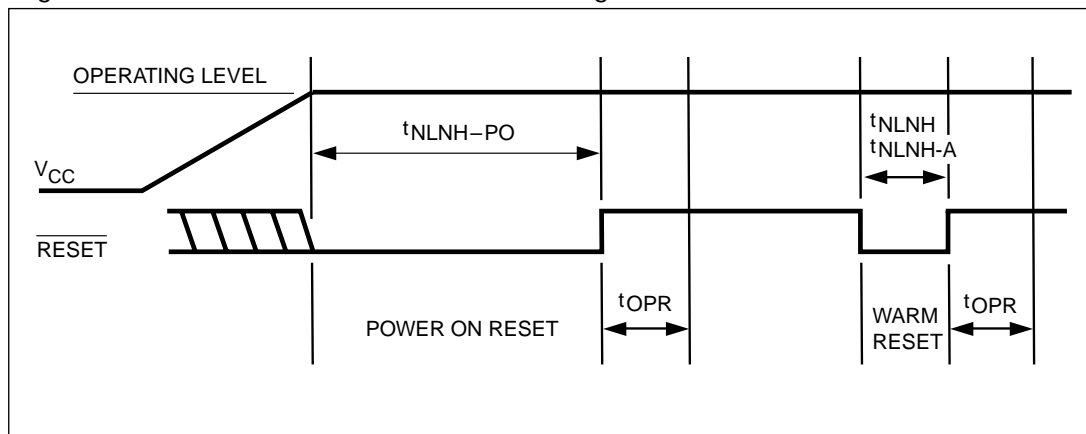 OPERATING LEVEL
tNLNH–PO
tNLNH
tNLNH-A
VCC
RESET
tOPR
POWER ON RESET
WARM
RESET
tOPR